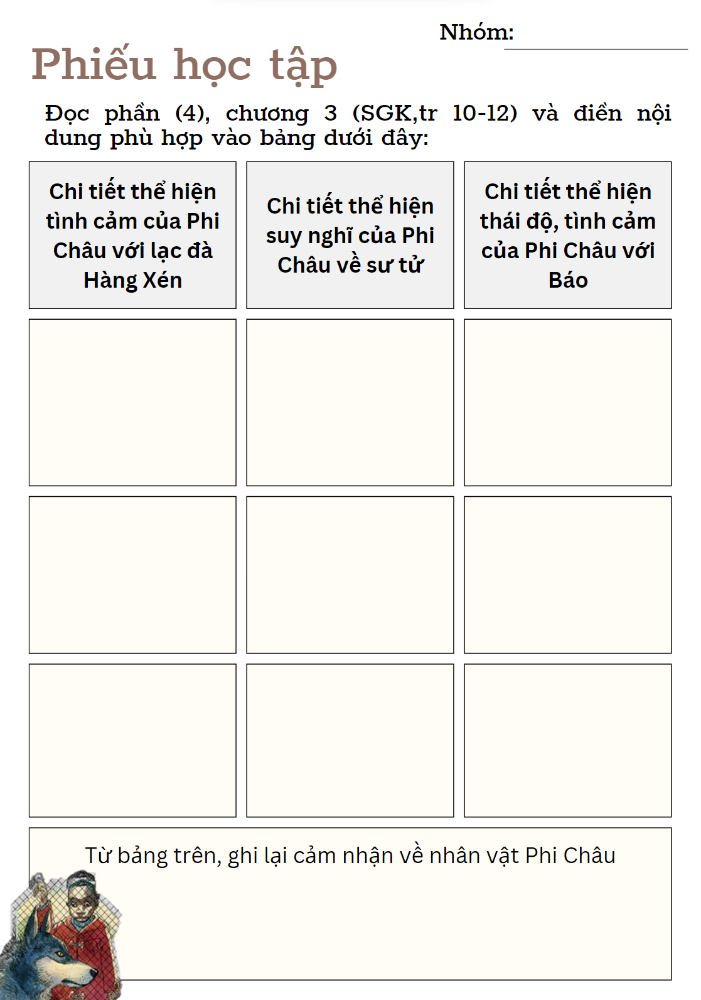 Nhóm:
Phiếu học tập
Đọc phần (4), chương 3 (SGK,tr 10-12) và điền nội
dung phù hợp vào bảng dưới đây:
Chi tiết thể hiện
tình cảm của Phi
Châu với lạc đà
Hàng Xén
Chi tiết thể hiện
suy nghĩ của Phi
Châu về sư tử
Chi tiết thể hiện
thái độ, tình cảm
của Phi Châu với
Báo
Từ bảng trên, ghi lại cảm nhận về nhân vật Phi Châu